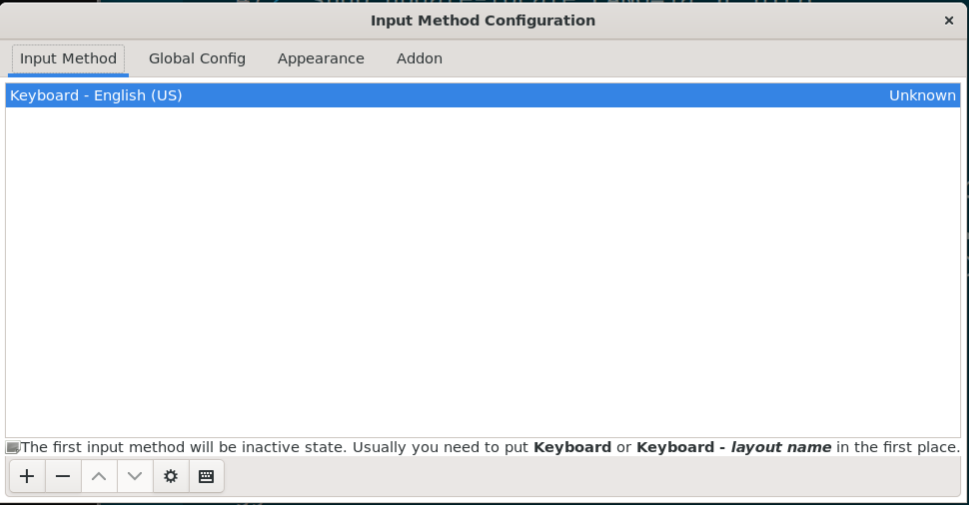 Input Method Configuration
Input Method Global Config Appearance Addon
Keyboard - English (US) Unknown
The first input method will be inactive state. Usually you need to put Keyboard or Keyboard - layout name in the first place.